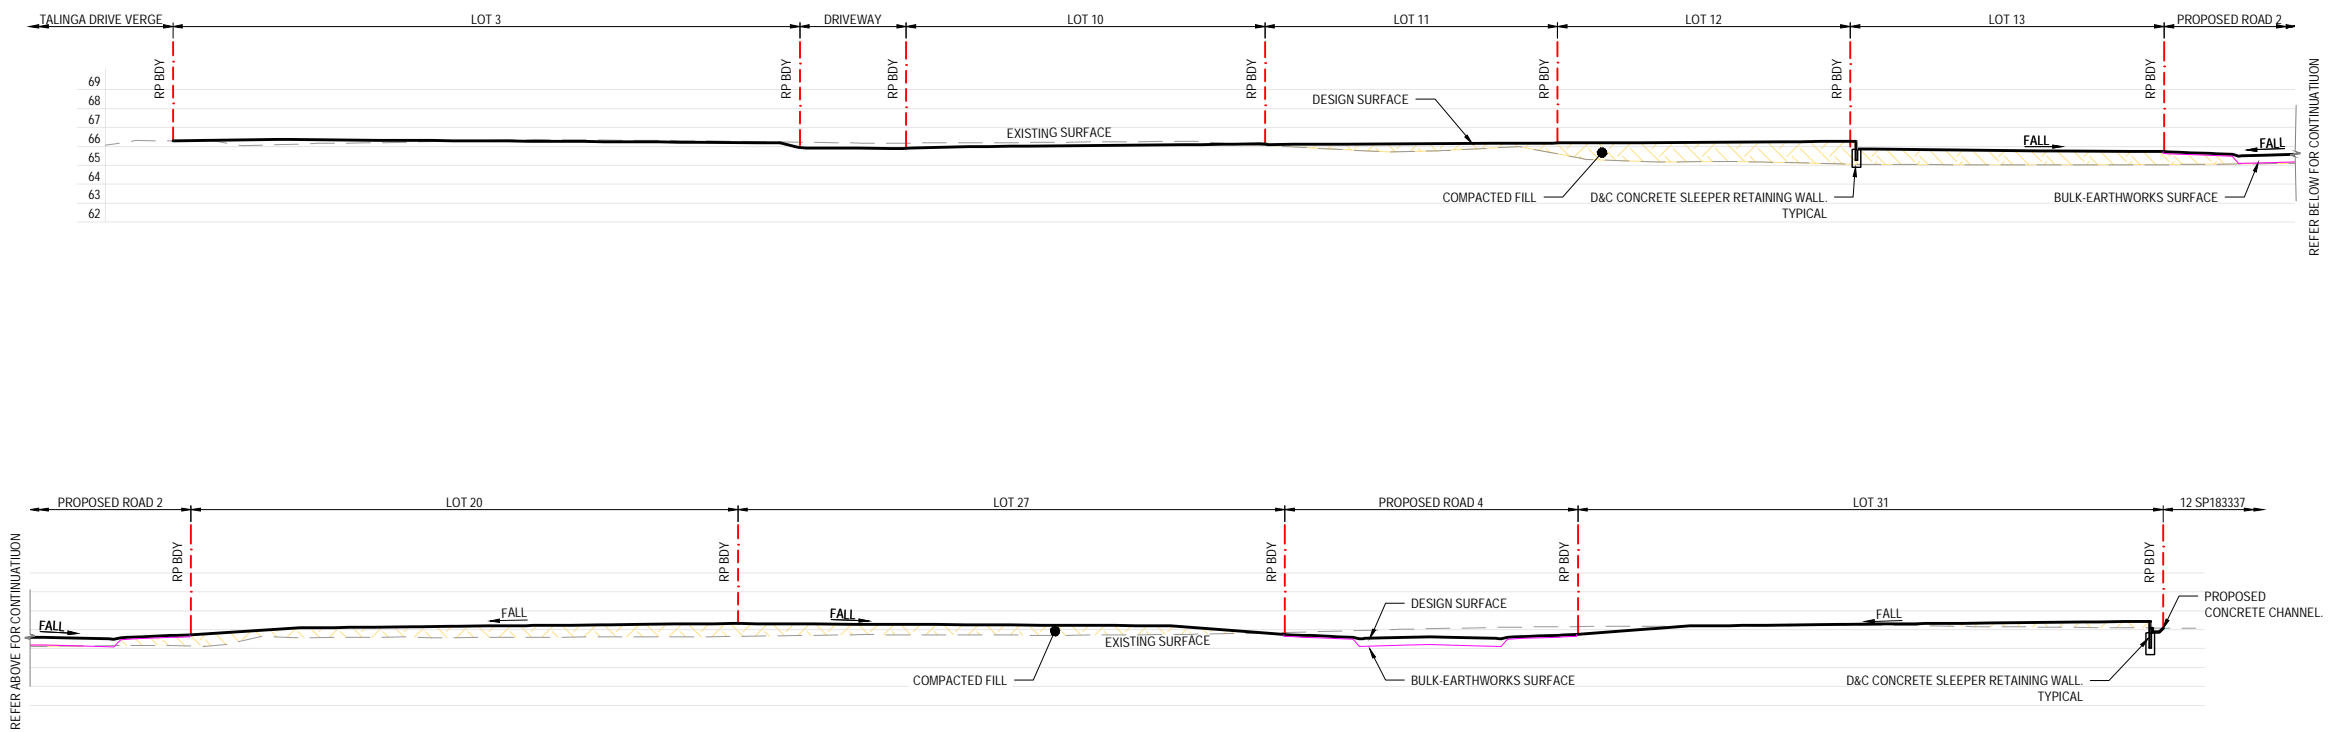 TALINGA DRIVE VERGE
LOT 3
DRIVEWAY
LOT 10
LOT 11
LOT 12
LOT 13
PROPOSED ROAD 2
RP BDY
RP BDY
RP BDY
RP BDY
RP BDY
RP BDY
RP BDY
69
68
67
66
65
64
63
62
DESIGN SURFACE
EXISTING SURFACE
FALL
FALL
COMPACTED FILL
D&C CONCRETE SLEEPER RETAINING WALL.
TYPICAL
BULK-EARTHWORKS SURFACE
REFER BELOW FOR CONTINUATIUON
PROPOSED ROAD 2
LOT 20
LOT 27
PROPOSED ROAD 4
LOT 31
12 SP183337
REFER ABOVE FOR CONTINUATIUON
RP BDY
RP BDY
RP BDY
RP BDY
RP BDY
FALL
FALL
FALL
DESIGN SURFACE
FALL
PROPOSED
CONCRETE CHANNEL.
EXISTING SURFACE
COMPACTED FILL
BULK-EARTHWORKS SURFACE
D&C CONCRETE SLEEPER RETAINING WALL.
TYPICAL